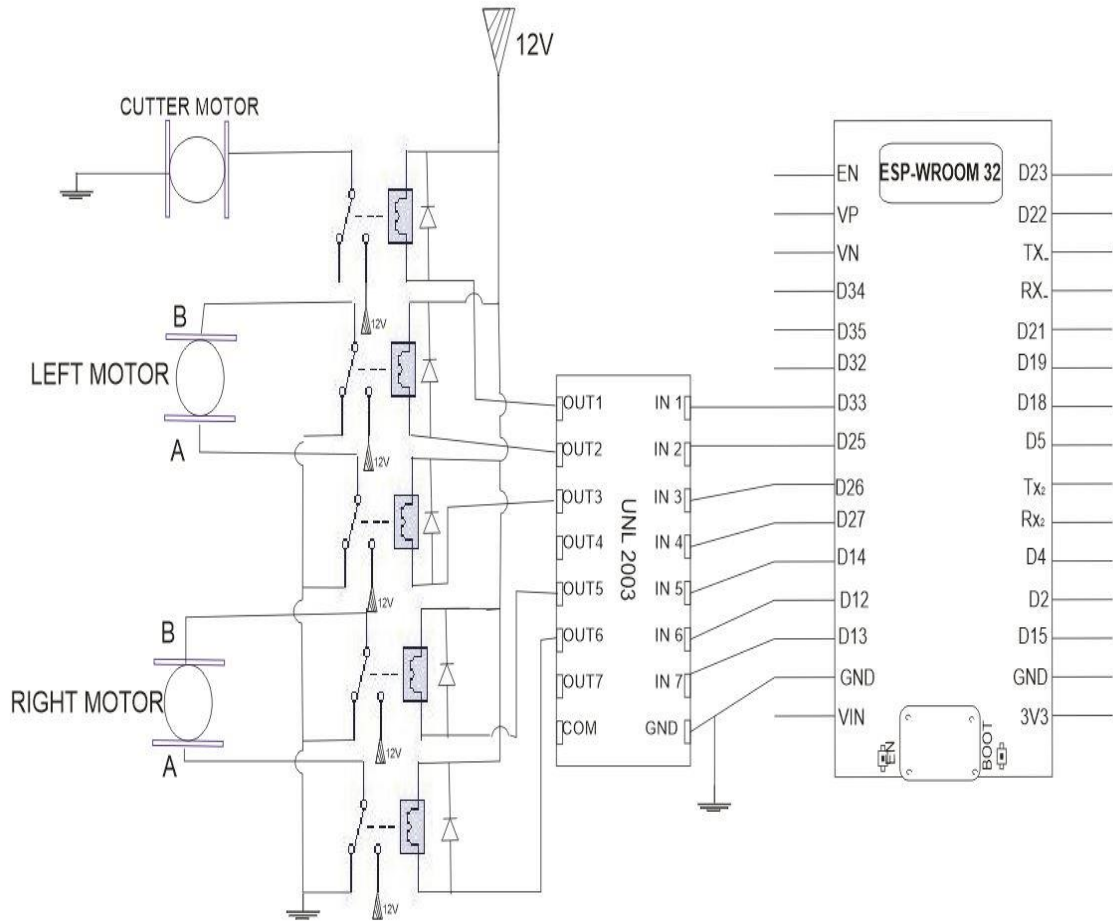 12V
CUTTER MOTOR
12V
B
LEFT MOTOR
A
12V
12V
B
RIGHT MOTOR
A
12V
12V
OUT1
OUT2
OUT3
OUT4
OUT5
OUT6
OUT7
COM
UNL 2003
IN 1
IN 2
IN 3
IN 4
IN 5
IN 6
IN 7
GND
ESP-WROOM 32
EN
VP
VN
D34
D35
D32
D33
D25
D26
D27
D14
D12
D13
GND
VIN
D23
D22
TX-
RX-
D21
D19
D18
D5
Tx2
Rx2
D4
D2
D15
GND
3V3
EN
BOOT